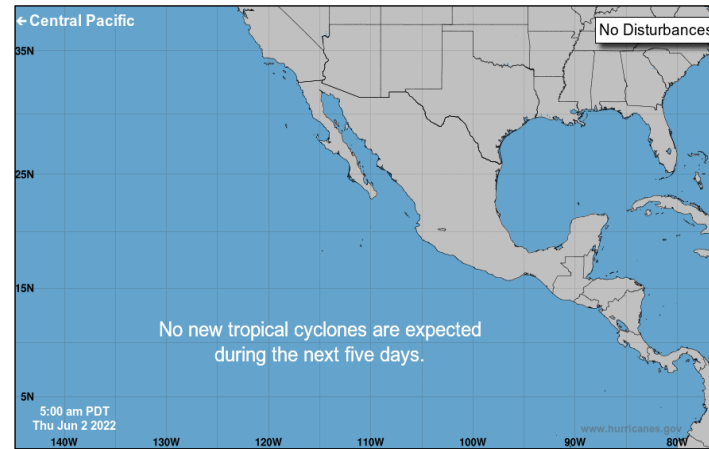 ← Central Pacific
No Disturbances
35N
25N
15N
No new tropical cyclones are expected
during the next five days.
5N
5:00 am PDT
Thu Jun 2 2022
www.hurricanes.gov
140W 130W 120W 110W 100W 90W 80W